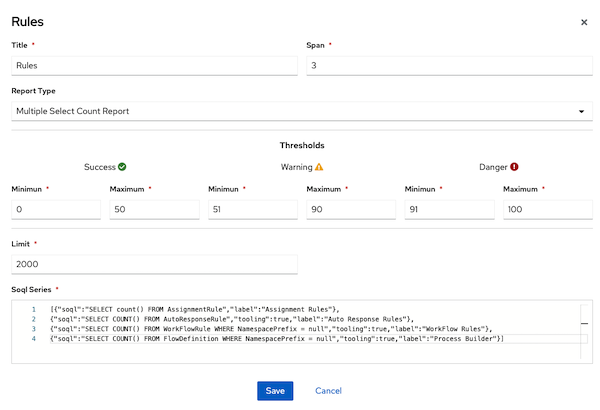 Rules
Title *
Span *
Rules
3
Report Type
Multiple Select Count Report
Thresholds
Success
Warning
Danger
Minimun *
Maximum *
Minimun *
Maximum *
Minimun *
Maximum *
0
50
51
90
91
100
Limit *
2000
Soql Series *
1 [{"soql":"SELECT count() FROM AssignmentRule","label":"Assignment Rules"},
2 {"soql":"SELECT COUNT() FROM AutoResponseRule","tooling":true,"label":"Auto Response Rules"},
3 {"soql":"SELECT COUNT() FROM WorkFlowRule WHERE NamespacePrefix = null","tooling":true,"label":"WorkFlow Rules"},
4 {"soql":"SELECT COUNT() FROM FlowDefinition WHERE NamespacePrefix = null","tooling":true,"label":"Process Builder"}]
Save
Cancel